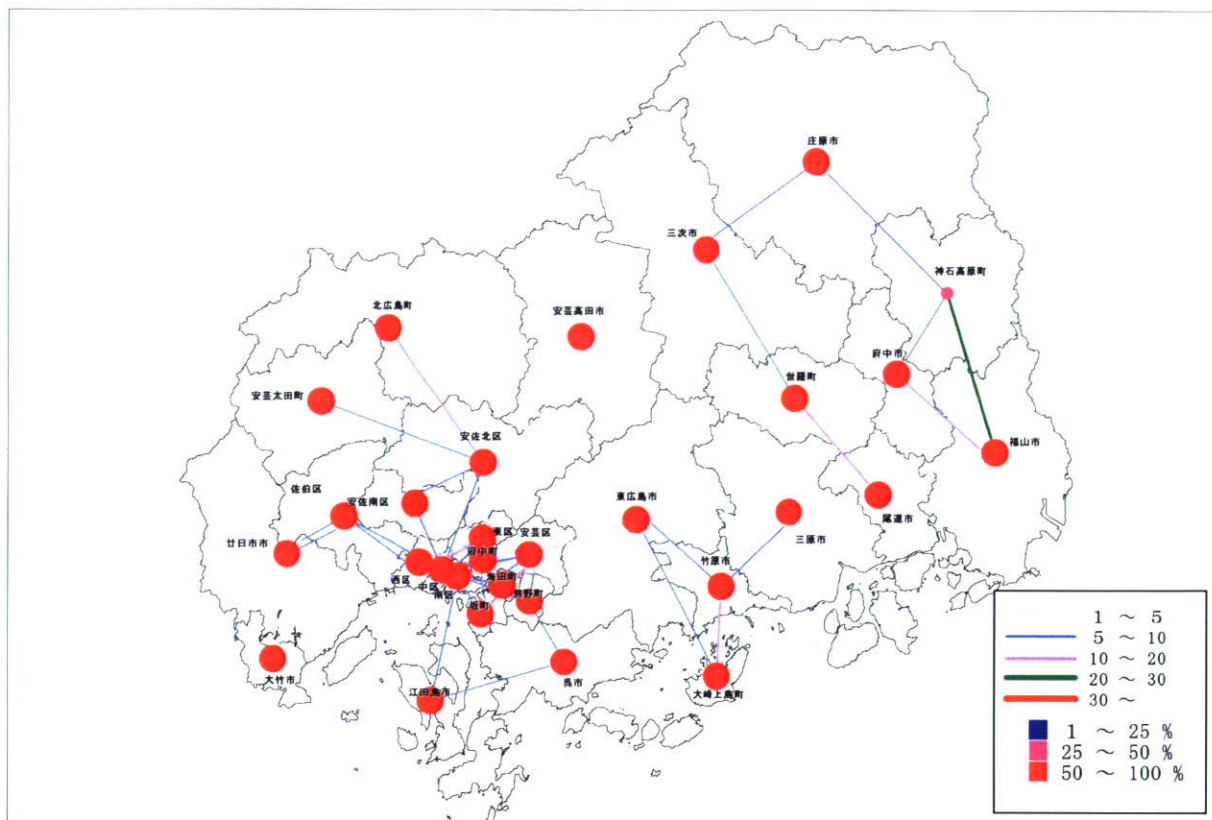 庄原市
三次市
神石高原町
北広島町
安芸高田市
府中市
世羅町
安芸太田町
福山市
安佐北区
佐伯区
安佐南区
東広島市
尾道市
三原市
東区
安芸区
廿日市市
府中町
竹原市
西区
中区
海田町
南区
熊野町
坂町
大竹市
呉市
江田島市
大崎上島町
1 ～ 5
5 ～ 10
10 ～ 20
20 ～ 30
30 ～
1 ～ 25 %
25 ～ 50 %
50 ～ 100 %